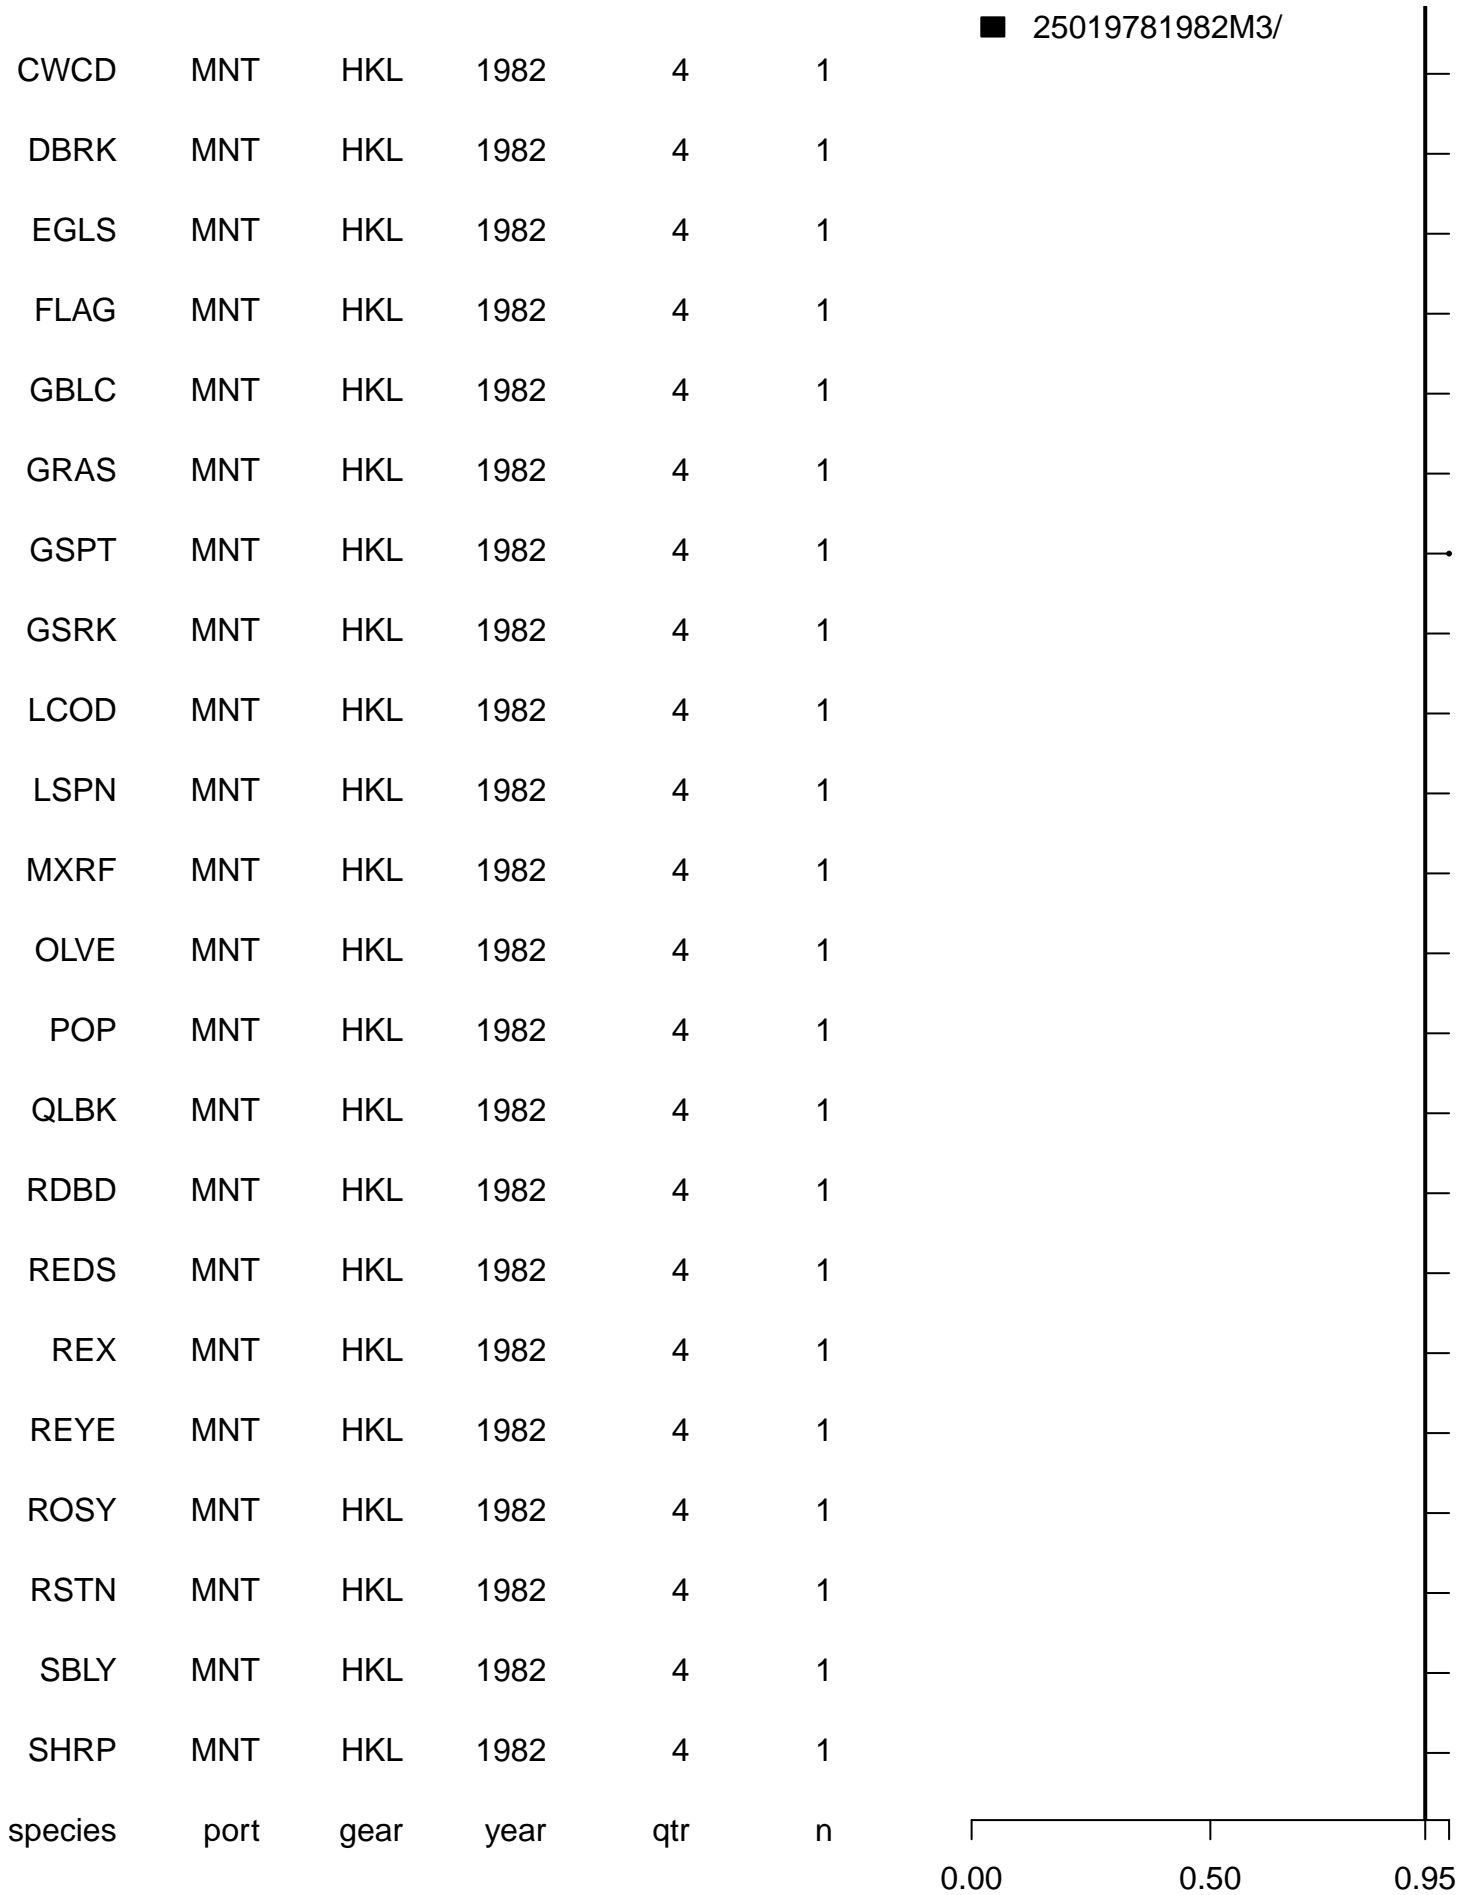 25019781982M3/
CWCD MNT HKL 1982 4 1
DBRK MNT HKL 1982 4 1
EGLS MNT HKL 1982 4 1
FLAG MNT HKL 1982 4 1
GBLC MNT HKL 1982 4 1
GRAS MNT HKL 1982 4 1
GSPT MNT HKL 1982 4 1
GSRK MNT HKL 1982 4 1
LCOD MNT HKL 1982 4 1
LSPN MNT HKL 1982 4 1
MXRF MNT HKL 1982 4 1
OLVE MNT HKL 1982 4 1
POP MNT HKL 1982 4 1
QLBK MNT HKL 1982 4 1
RDBD MNT HKL 1982 4 1
REDS MNT HKL 1982 4 1
REX MNT HKL 1982 4 1
REYE MNT HKL 1982 4 1
ROSY MNT HKL 1982 4 1
RSTN MNT HKL 1982 4 1
SBLY MNT HKL 1982 4 1
SHRP MNT HKL 1982 4 1
species port gear year qtr n
0.00 0.50 0.95